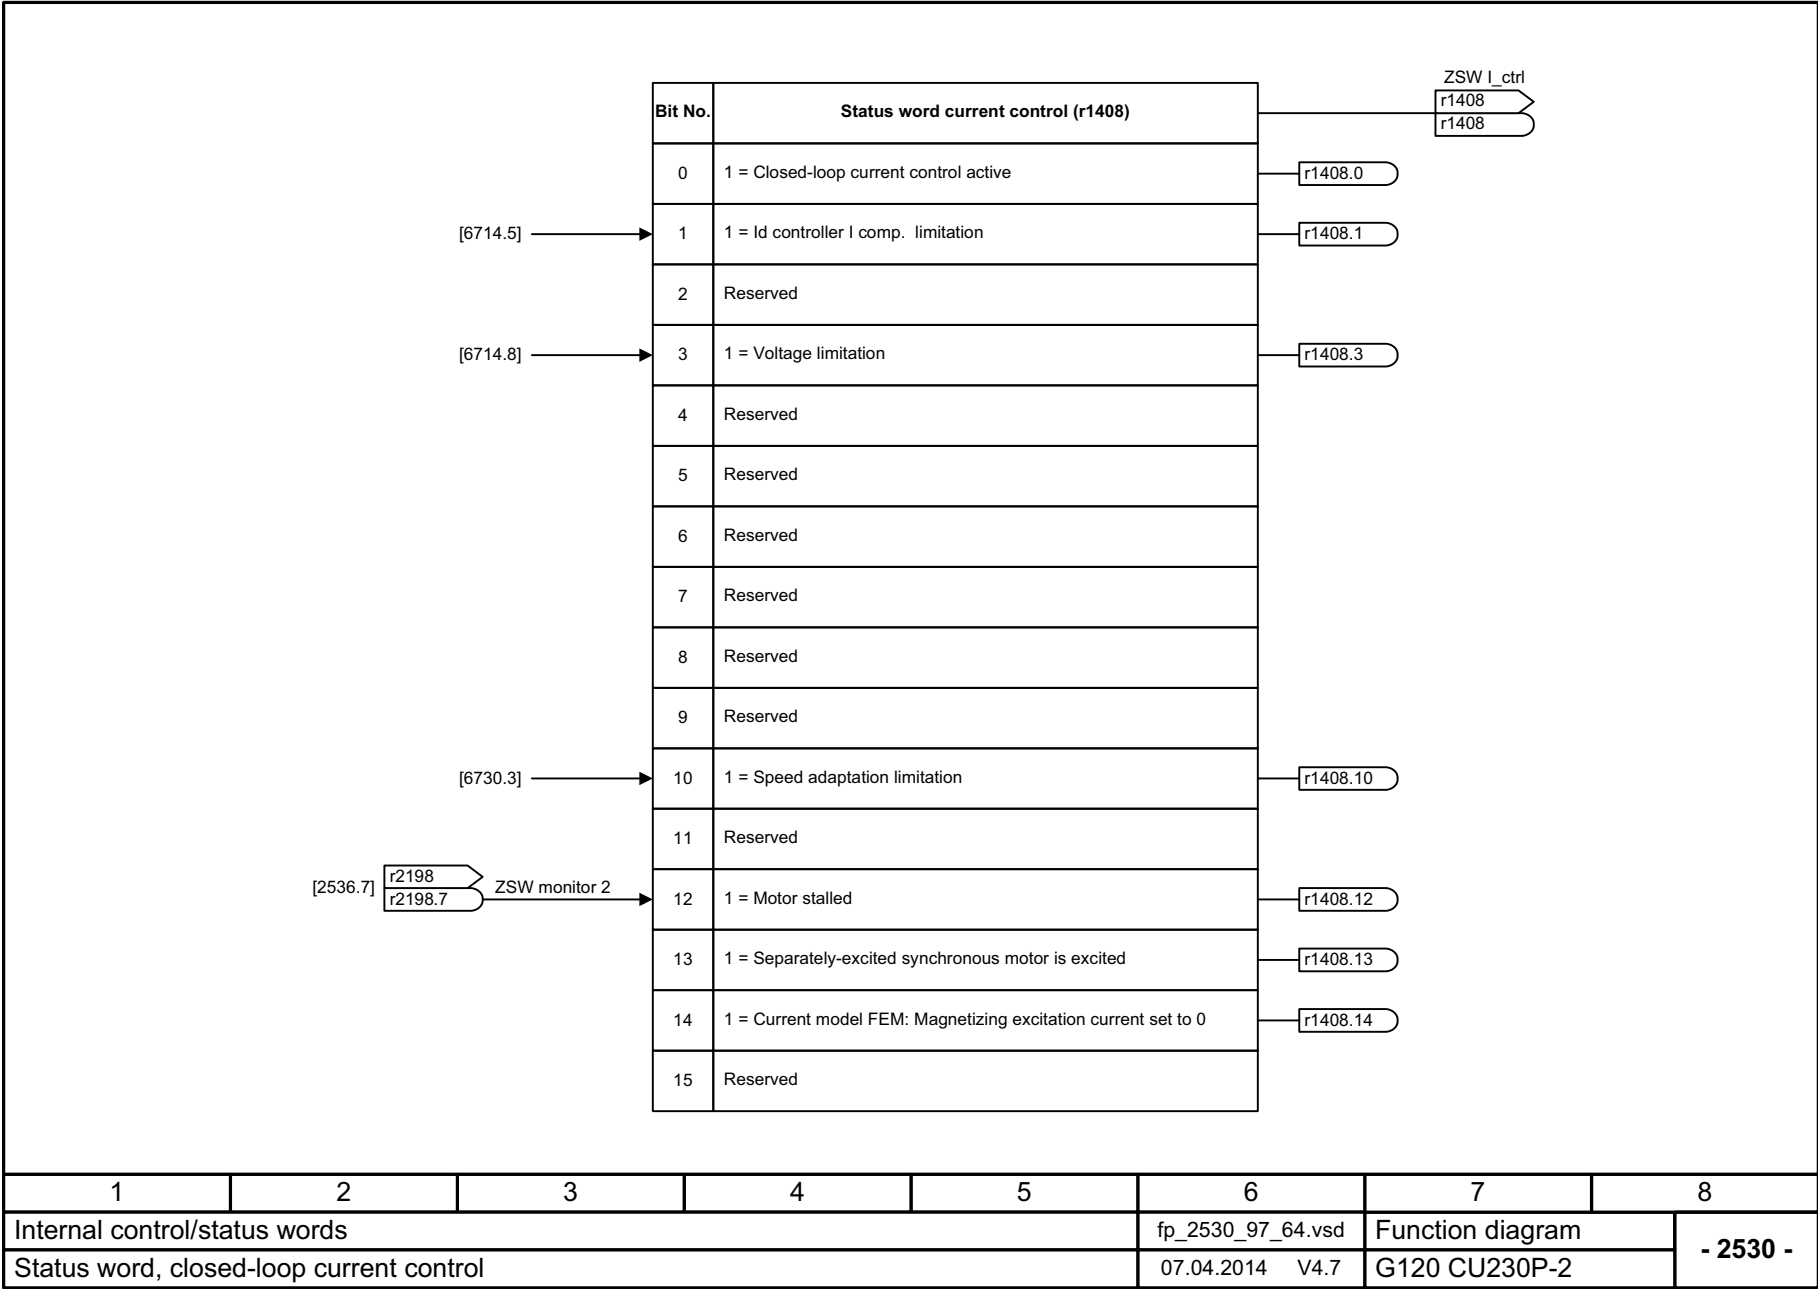 ZSW I_ctrl
Bit No. Status word current control (r1408) r1408
r1408
0 1 = Closed-loop current control active r1408.0
[6714.5] 1 1 = Id controller I comp. limitation r1408.1
2 Reserved
[6714.8] 3 1 = Voltage limitation r1408.3
4 Reserved
5 Reserved
6 Reserved
7 Reserved
8 Reserved
9 Reserved
[6730.3] 10 1 = Speed adaptation limitation r1408.10
11 Reserved
[2536.7] r2198 ZSW monitor 2
r2198.7 12 1 = Motor stalled r1408.12
13 1 = Separately-excited synchronous motor is excited r1408.13
14 1 = Current model FEM: Magnetizing excitation current set to 0 r1408.14
15 Reserved
1 2 3 4 5 6 7 8
Internal control/status words fp_2530_97_64.vsd Function diagram - 2530 -
Status word, closed-loop current control 07.04.2014 V4.7 G120 CU230P-2